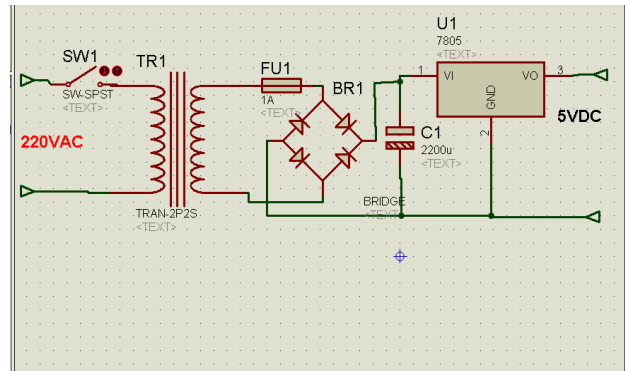 U1
7805
<TEXT>
SW1
TR1
FU1
BR1
1 VI VO 3
SW-SPST
<TEXT>
1A
<TEXT>
GND
2
C1
2200u
<TEXT>
5VDC
220VAC
BRIDGE
<TEXT>
TRAN-2P2S
<TEXT>